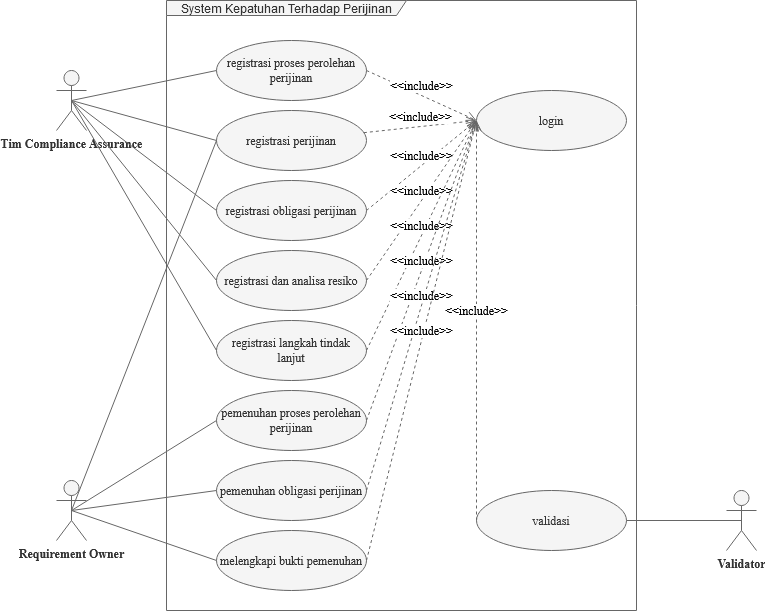 System Kepatuhan Terhadap Perijinan
registrasi proses perolehan
perijinan
<<include>>
<<include>>
login
registrasi perijinan
Tim Compliance Assurance
<<include>>
<<include>>
registrasi obligasi perijinan
<<include>>
<<include>>
registrasi dan analisa resiko
<<include>>
<<include>>
<<include>>
registrasi langkah tindak
lanjut
pemenuhan proses perolehan
perijinan
pemenuhan obligasi perijinan
validasi
Requirement Owner
melengkapi bukti pemenuhan
Validator